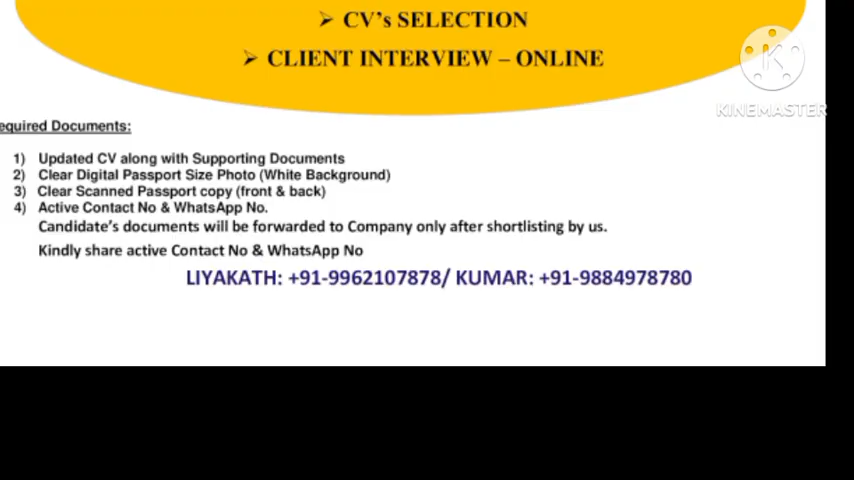 ➢ CV's SELECTION
➢ CLIENT INTERVIEW – ONLINE
KINEMASTER
equired Documents:
1) Updated CV along with Supporting Documents
2) Clear Digital Passport Size Photo (White Background)
3) Clear Scanned Passport copy (front & back)
4) Active Contact No & WhatsApp No.
Candidate's documents will be forwarded to Company only after shortlisting by us.
Kindly share active Contact No & WhatsApp No
LIYAKATH: +91-9962107878/ KUMAR: +91-9884978780